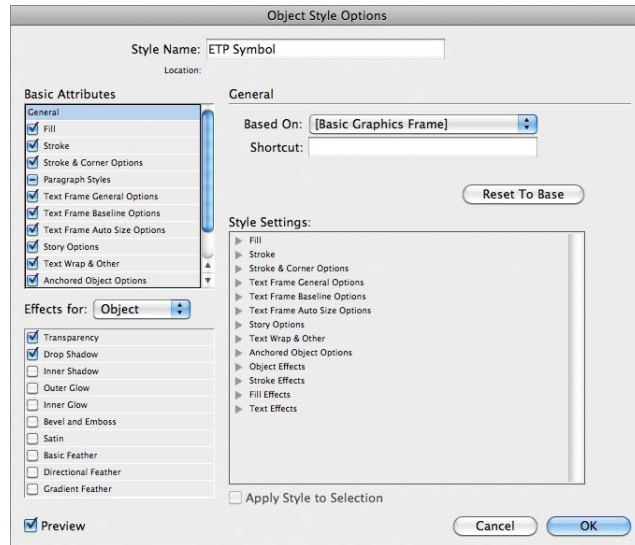 Object Style Options
Style Name: ETP Symbol
Location:
Basic Attributes
General
Fill
Stroke
Stroke & Corner Options
Paragraph Styles
Text Frame General Options
Text Frame Baseline Options
Text Frame Auto Size Options
Story Options
Text Wrap & Other
Anchored Object Options
Effects for: Object
Transparency
Drop Shadow
Inner Shadow
Outer Glow
Inner Glow
Bevel and Emboss
Satin
Basic Feather
Directional Feather
Gradient Feather
Preview
General
Based On: [Basic Graphics Frame]
Shortcut:
Reset To Base
Style Settings:
Fill
Stroke
Stroke & Corner Options
Text Frame General Options
Text Frame Baseline Options
Text Frame Auto Size Options
Story Options
Text Wrap & Other
Anchored Object Options
Object Effects
Stroke Effects
Fill Effects
Text Effects
Apply Style to Selection
Cancel
OK